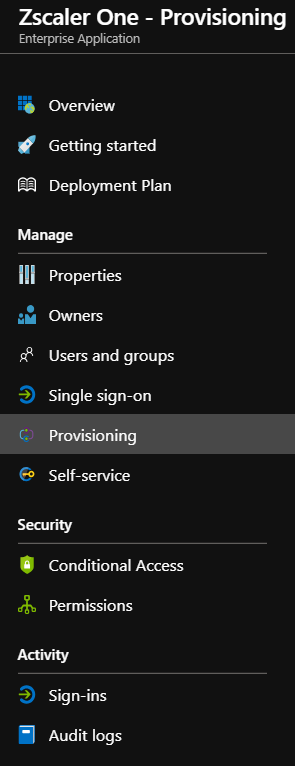 Zscaler One - Provisioning
Enterprise Application
Overview
Getting started
Deployment Plan
Manage
Properties
Owners
Users and groups
Single sign-on
Provisioning
Self-service
Security
Conditional Access
Permissions
Activity
Sign-ins
Audit logs